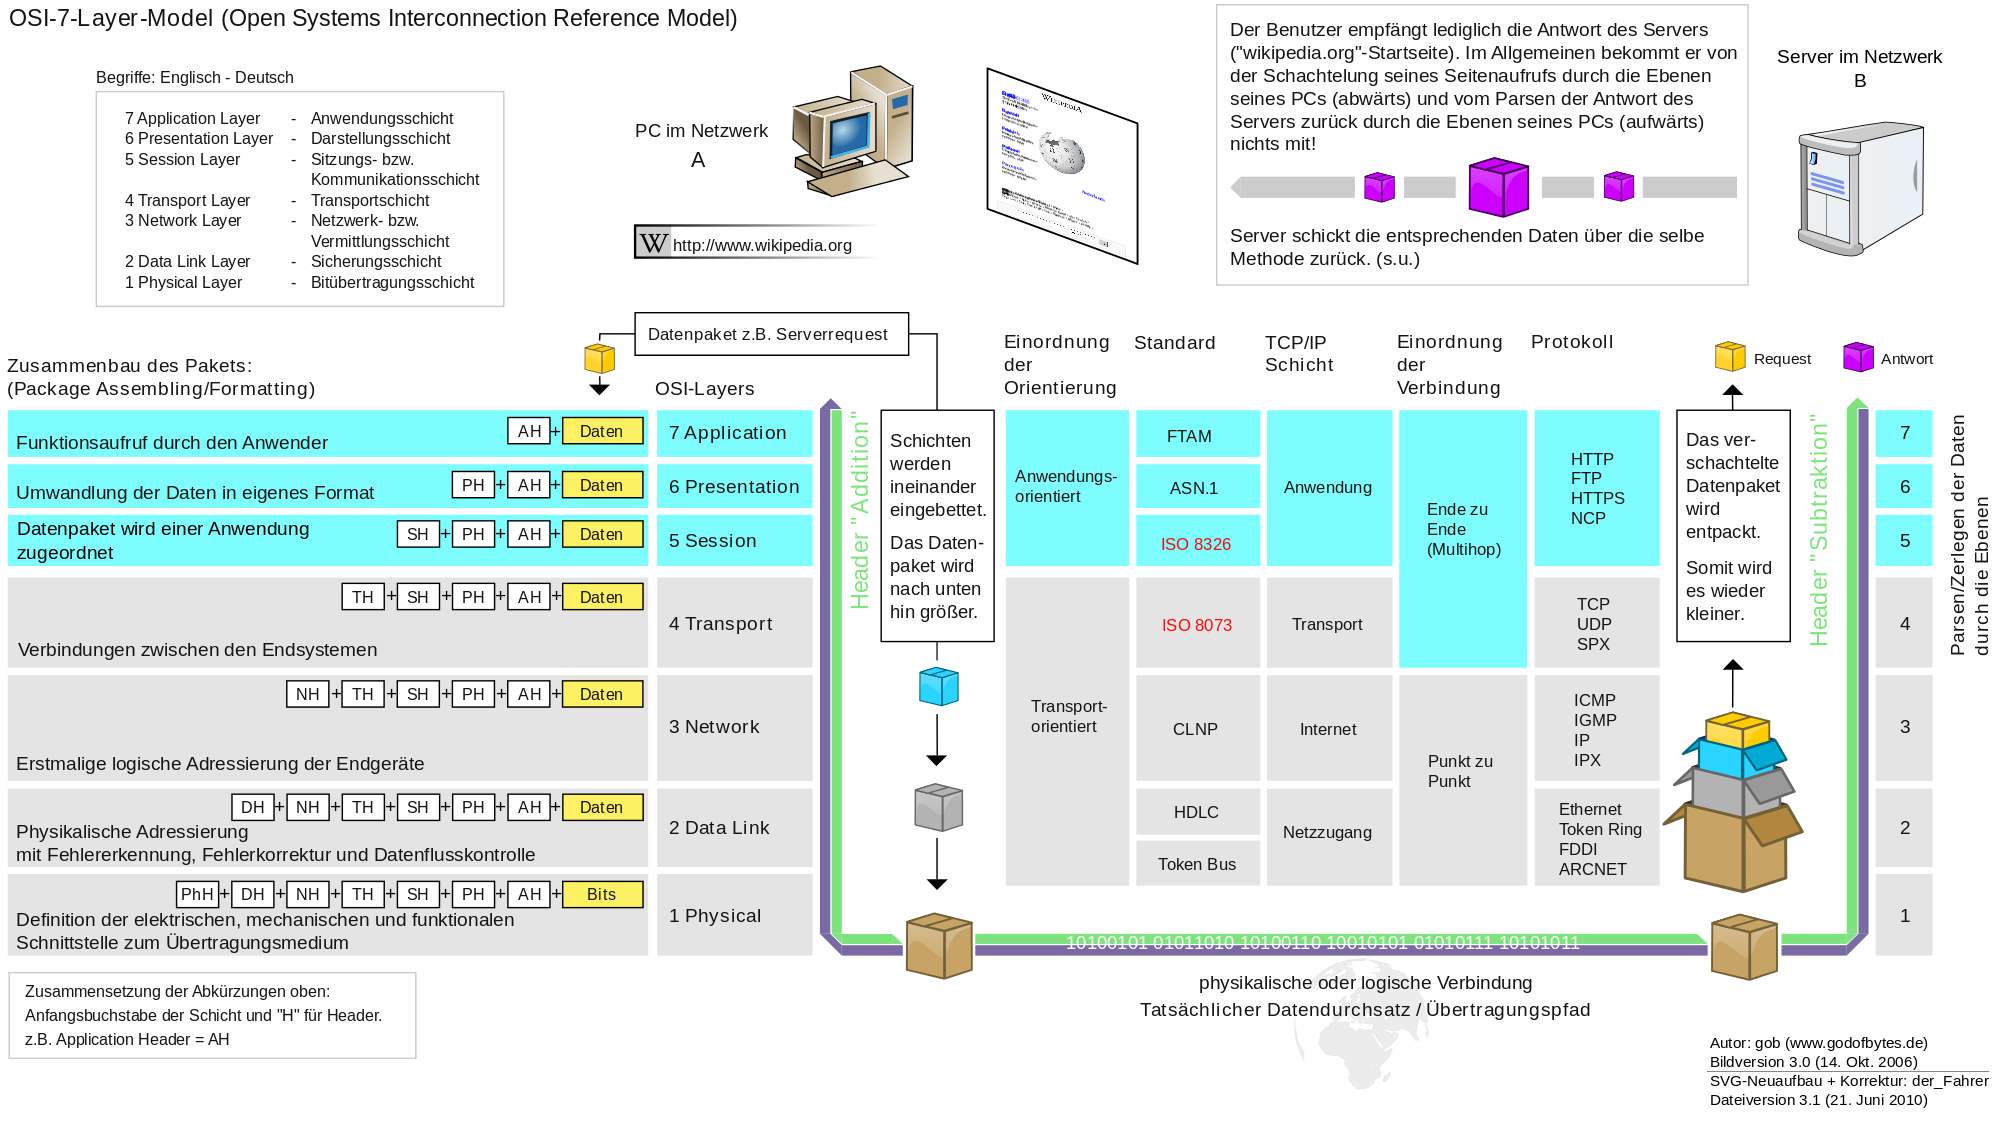 OSI-7-Layer-Model (Open Systems Interconnection Reference Model)
Begriffe: Englisch - Deutsch
7 Application Layer - Anwendungsschicht
6 Presentation Layer - Darstellungsschicht
5 Session Layer - Sitzungs- bzw.
Kommunikationsschicht
4 Transport Layer - Transportschicht
3 Network Layer - Netzwerk- bzw.
Vermittlungsschicht
2 Data Link Layer - Sicherungsschicht
1 Physical Layer - Bitübertragungsschicht
PC im Netzwerk
A
W http://www.wikipedia.org
WIKIPEDIA
Der Benutzer empfängt lediglich die Antwort des Servers
("wikipedia.org"-Startseite). Im Allgemeinen bekommt er von
der Schachtelung seines Seitenaufrufs durch die Ebenen
seines PCs (abwärts) und vom Parsen der Antwort des
Servers zurück durch die Ebenen seines PCs (aufwärts)
nichts mit!
Server schickt die entsprechenden Daten über die selbe
Methode zurück. (s.u.)
Server im Netzwerk
B
Datenpaket z.B. Serverrequest
Zusammenbau des Pakets:
(Package Assembling/Formatting)
OSI-Layers
AH + Daten
Funktionsaufruf durch den Anwender
7 Application
PH + AH + Daten
Umwandlung der Daten in eigenes Format
6 Presentation
SH + PH + AH + Daten
Datenpaket wird einer Anwendung
zugeordnet
5 Session
TH + SH + PH + AH + Daten
Verbindungen zwischen den Endsystemen
4 Transport
NH + TH + SH + PH + AH + Daten
Erstmalige logische Adressierung der Endgeräte
3 Network
DH + NH + TH + SH + PH + AH + Daten
Physikalische Adressierung
mit Fehlererkennung, Fehlerkorrektur und Datenflusskontrolle
2 Data Link
PhH + DH + NH + TH + SH + PH + AH + Bits
Definition der elektrischen, mechanischen und funktionalen
Schnittstelle zum Übertragungsmedium
1 Physical
Header "Addition"
Schichten
werden
ineinander
eingebettet.
Das Daten-
paket wird
nach unten
hin größer.
Einordnung
der
Orientierung
Anwendungs-
orientiert
Transport-
orientiert
Standard
FTAM
ASN.1
ISO 8326
ISO 8073
CLNP
HDLC
Token Bus
TCP/IP
Schicht
Anwendung
Transport
Internet
Netzzugang
Einordnung
der
Verbindung
Ende zu
Ende
(Multihop)
Punkt zu
Punkt
Protokoll
HTTP
FTP
HTTPS
NCP
TCP
UDP
SPX
ICMP
IGMP
IP
IPX
Ethernet
Token Ring
FDDI
ARCNET
Request
Antwort
Das ver-
schachtelte
Datenpaket
wird
entpackt.
Somit wird
es wieder
kleiner.
Header "Subtraktion"
7
6
5
4
3
2
1
Parsen/Zerlegen der Daten
durch die Ebenen
10100101 01011010 10100110 10010101 01010111 10101011
physikalische oder logische Verbindung
Tatsächlicher Datendurchsatz / Übertragungspfad
Zusammensetzung der Abkürzungen oben:
Anfangsbuchstabe der Schicht und "H" für Header.
z.B. Application Header = AH
Autor: gob (www.godofbytes.de)
Bildversion 3.0 (14. Okt. 2006)
SVG-Neuaufbau + Korrektur: der_Fahrer
Dateiversion 3.1 (21. Juni 2010)